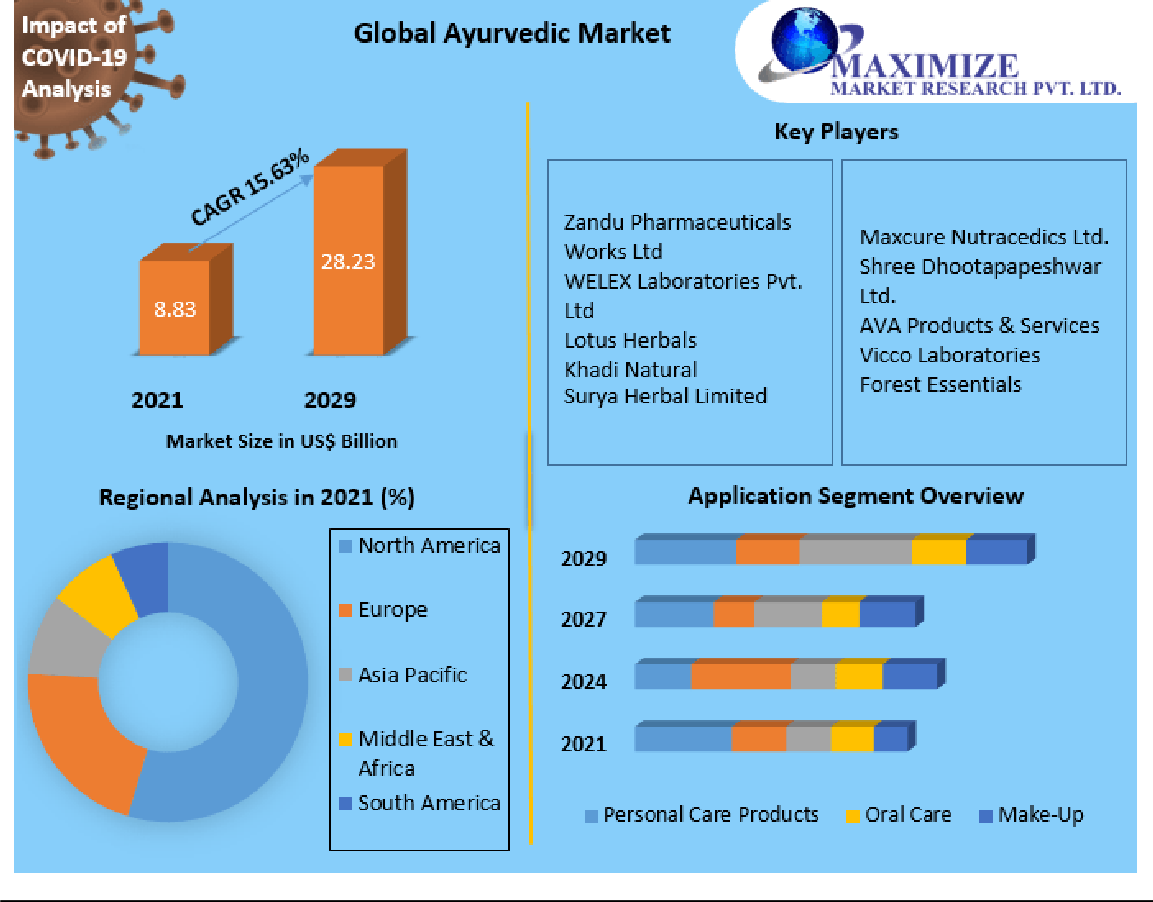 Impact of
COVID-19
Analysis
Global Ayurvedic Market
MAXIMIZE
MARKET RESEARCH PVT. LTD.
CAGR 15.63%
8.83
28.23
2021
2029
Market Size in US$ Billion
Key Players
Zandu Pharmaceuticals
Works Ltd
WELEX Laboratories Pvt.
Ltd
Lotus Herbals
Khadi Natural
Surya Herbal Limited
Maxcure Nutracedics Ltd.
Shree Dhootapapeshwar
Ltd.
AVA Products & Services
Vicco Laboratories
Forest Essentials
Regional Analysis in 2021 (%)
North America
Europe
Asia Pacific
Middle East &
Africa
South America
Application Segment Overview
2029
2027
2024
2021
Personal Care Products
Oral Care
Make-Up